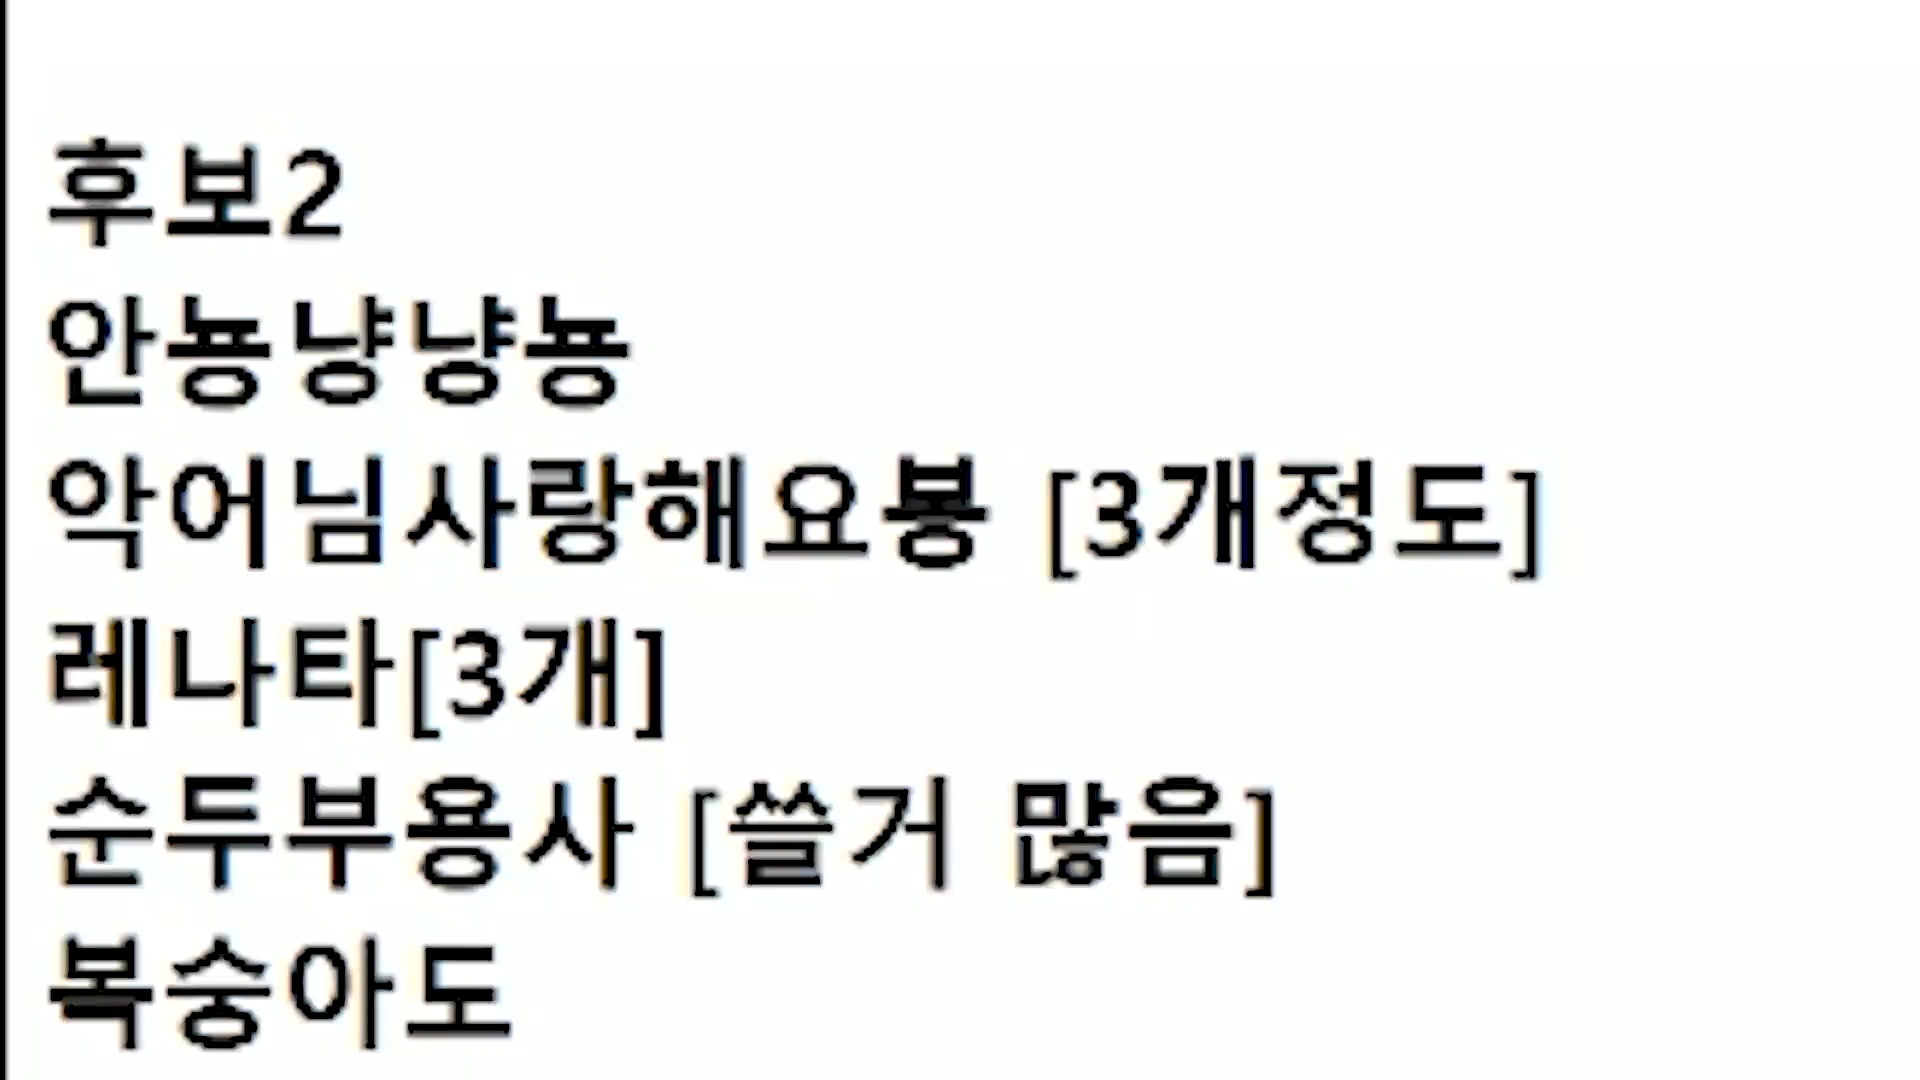 후보2
안뇽냥냥뇽
악어님사랑해요봉 [3개정도]
레나타[3개]
순두부용사 [쓸거 많음]
복숭아도